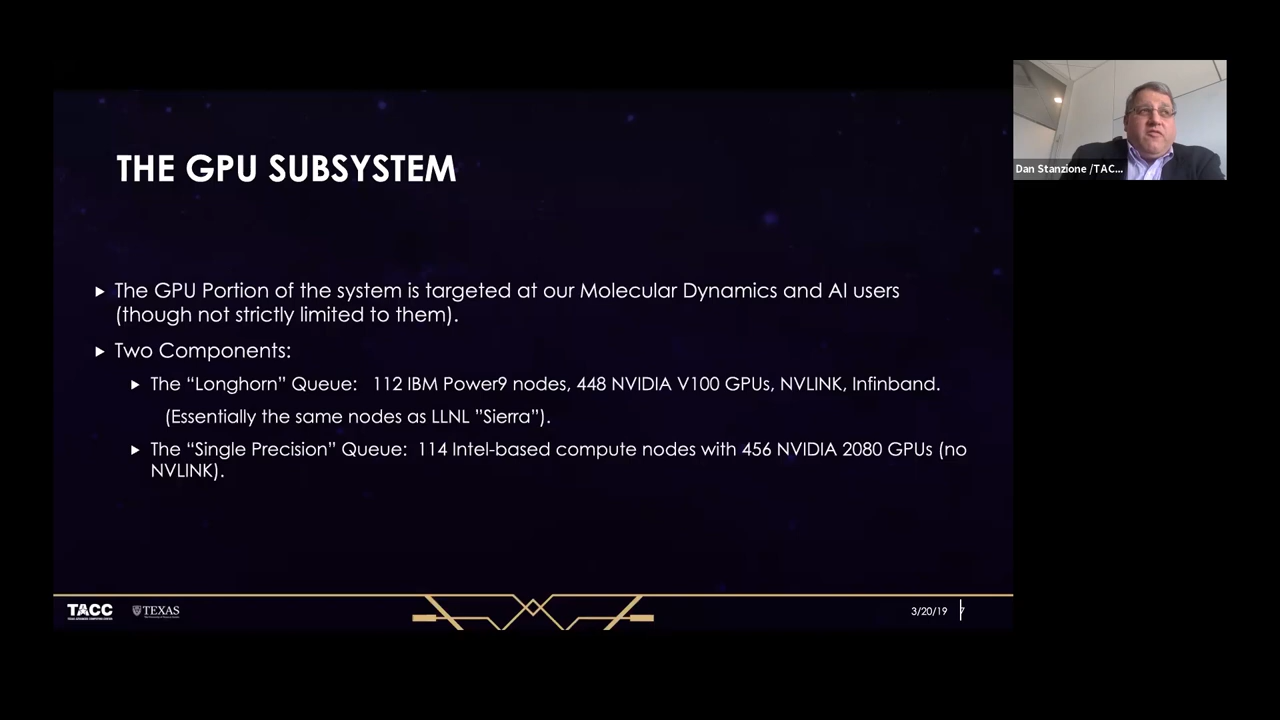 Dan Stanzione /TAC...
THE GPU SUBSYSTEM
The GPU Portion of the system is targeted at our Molecular Dynamics and AI users
(though not strictly limited to them).
Two Components:
The “Longhorn” Queue: 112 IBM Power9 nodes, 448 NVIDIA V100 GPUs, NVLINK, Infinband.
(Essentially the same nodes as LLNL ”Sierra”).
The “Single Precision” Queue: 114 Intel-based compute nodes with 456 NVIDIA 2080 GPUs (no
NVLINK).
TACC
TEXAS
3/20/19
7